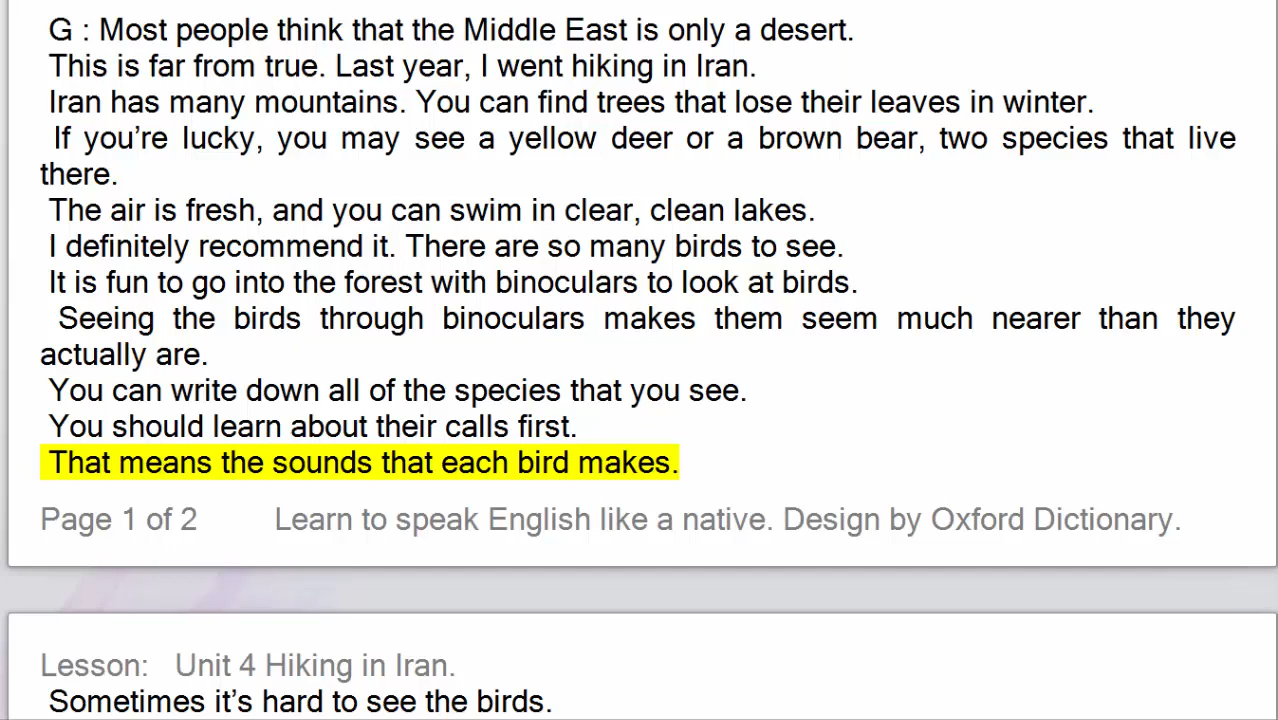 G : Most people think that the Middle East is only a desert.
This is far from true. Last year, I went hiking in Iran.
Iran has many mountains. You can find trees that lose their leaves in winter.
If you’re lucky, you may see a yellow deer or a brown bear, two species that live
there.
The air is fresh, and you can swim in clear, clean lakes.
I definitely recommend it. There are so many birds to see.
It is fun to go into the forest with binoculars to look at birds.
Seeing the birds through binoculars makes them seem much nearer than they
actually are.
You can write down all of the species that you see.
You should learn about their calls first.
That means the sounds that each bird makes.
Page 1 of 2 Learn to speak English like a native. Design by Oxford Dictionary.
Lesson: Unit 4 Hiking in Iran.
Sometimes it’s hard to see the birds.